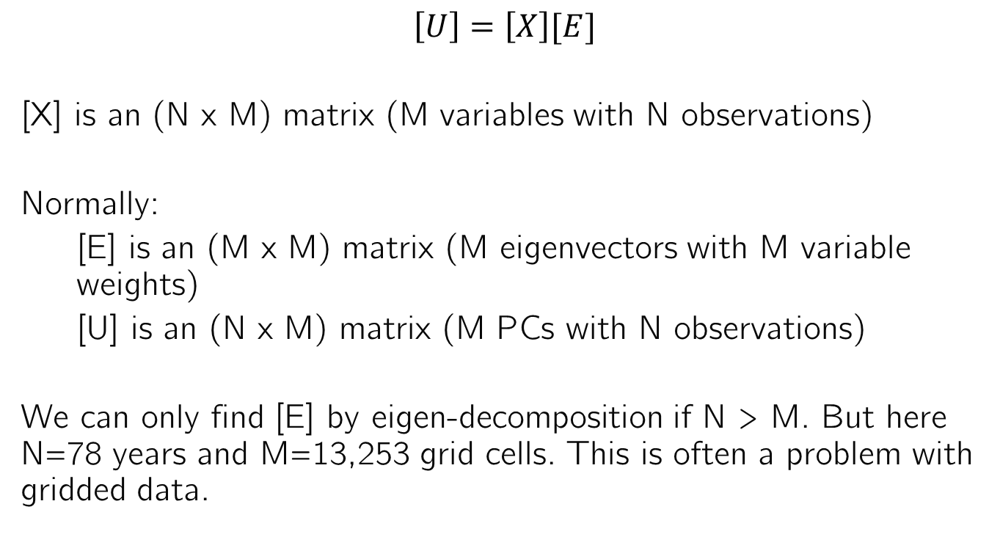 [U] = [X][E]
[X] is an (N x M) matrix (M variables with N observations)
Normally:
[E] is an (M x M) matrix (M eigenvectors with M variable
weights)
[U] is an (N x M) matrix (M PCs with N observations)
We can only find [E] by eigen-decomposition if N > M. But here
N=78 years and M=13,253 grid cells. This is often a problem with
gridded data.